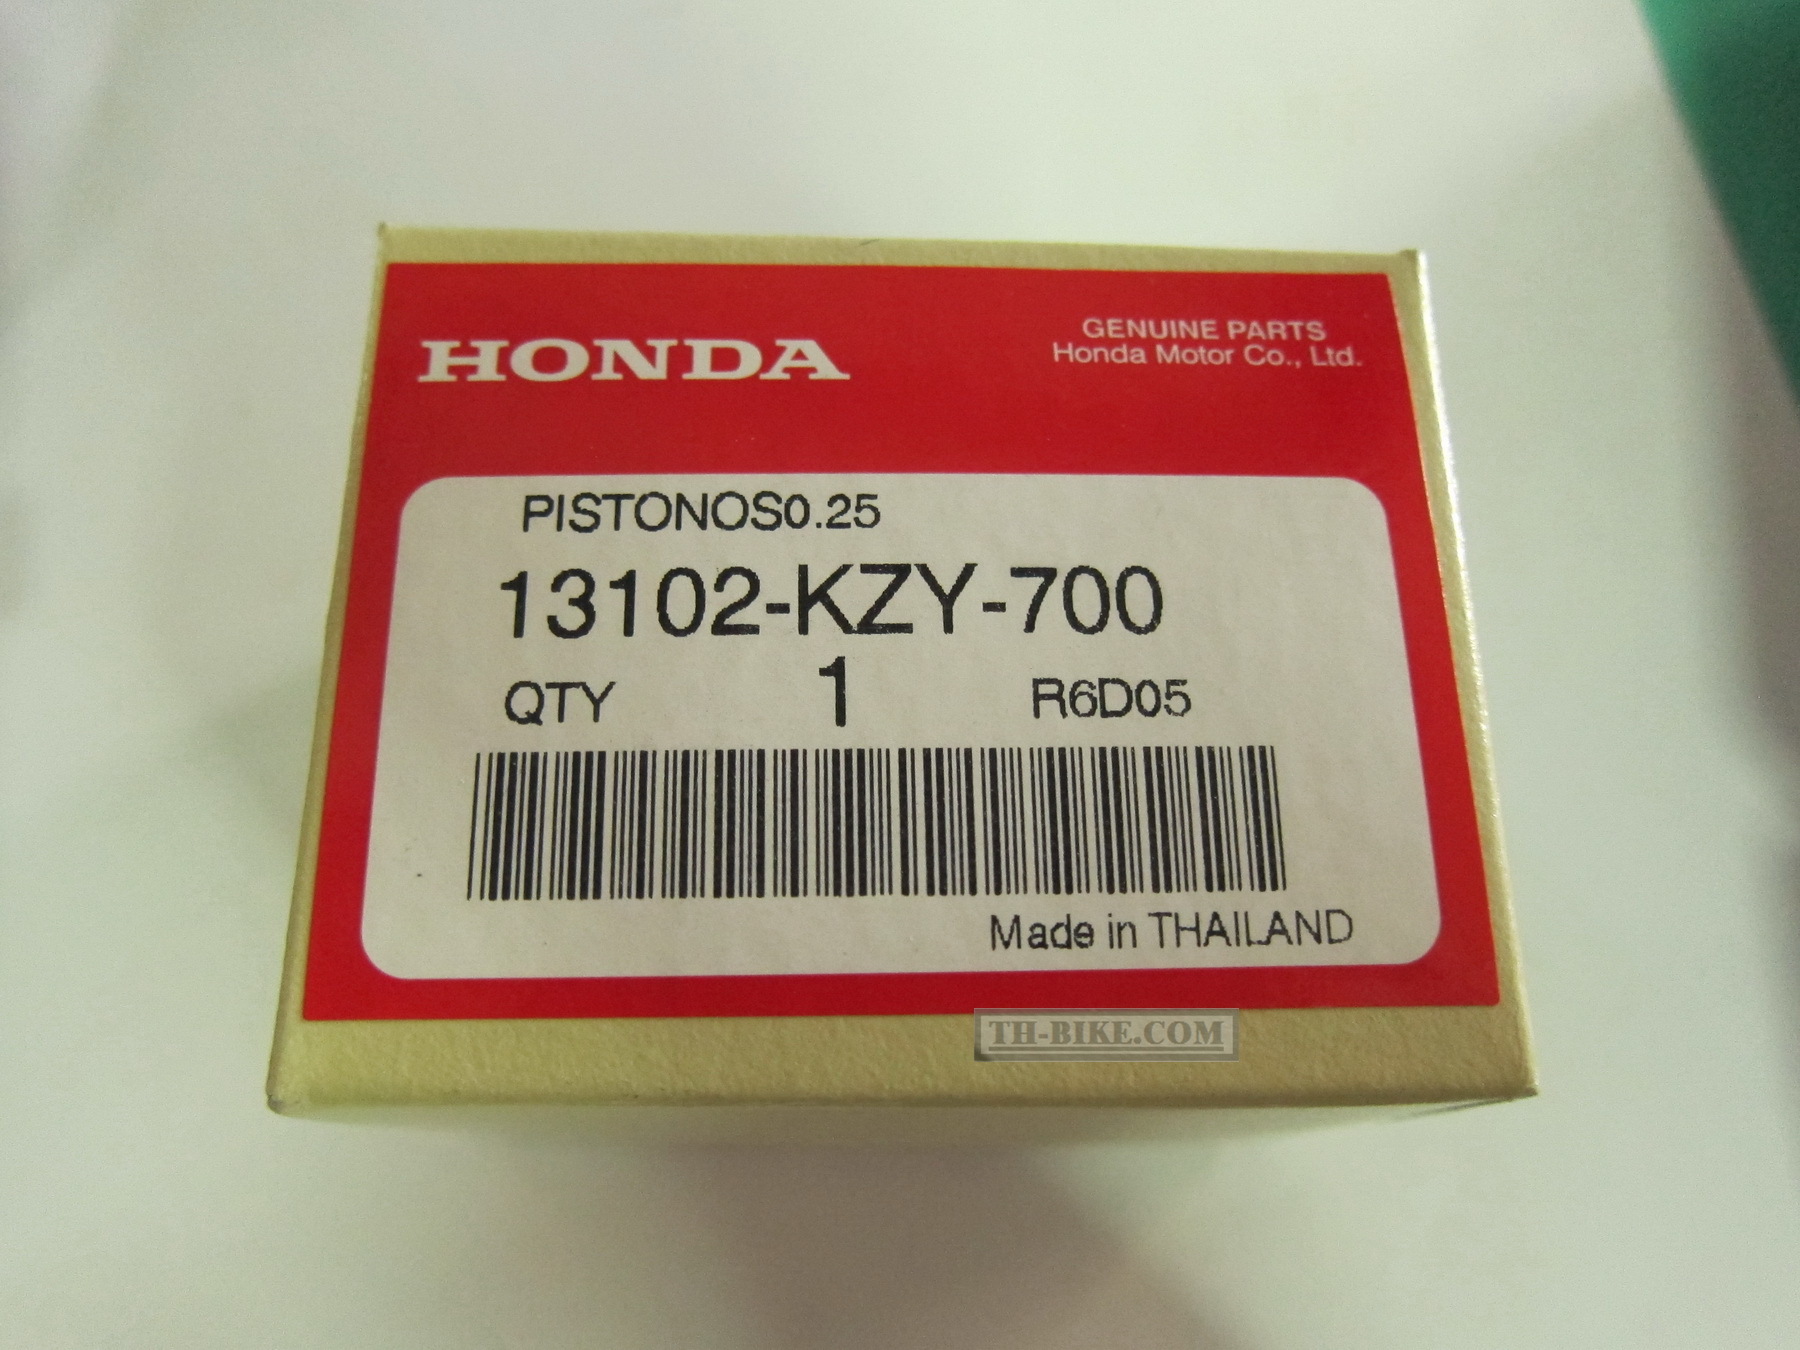 HONDA
GENUINE PARTS
Honda Motor Co., Ltd.
PISTONOS0.25
13102-KZY-700
QTY 1 R6D05
Made in THAILAND
TH-BIKE.COM